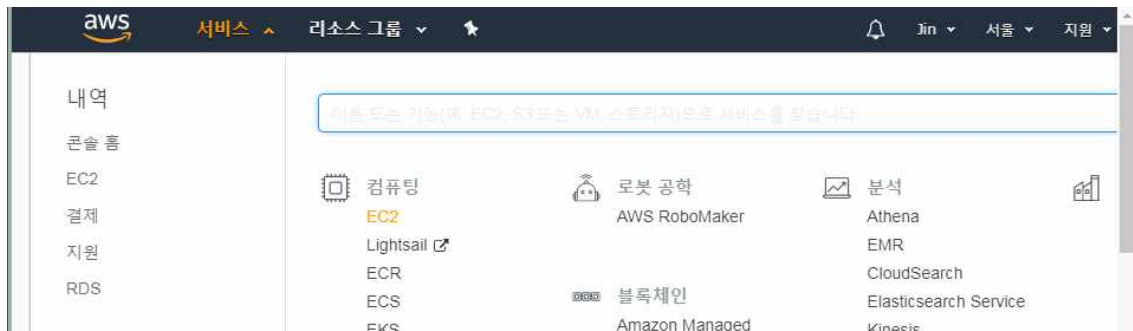 aws 서비스 리소스 그룹 Jin 서울 지원
내역
콘솔 홈
EC2
결제
지원
RDS
이름 또는 기능(예: EC2, S3 또는 VM, 스토리지)으로 서비스를 찾습니다.
컴퓨팅
EC2
Lightsail
ECR
ECS
EKS
로봇 공학
AWS RoboMaker
블록체인
Amazon Managed
분석
Athena
EMR
CloudSearch
Elasticsearch Service
Kinesis